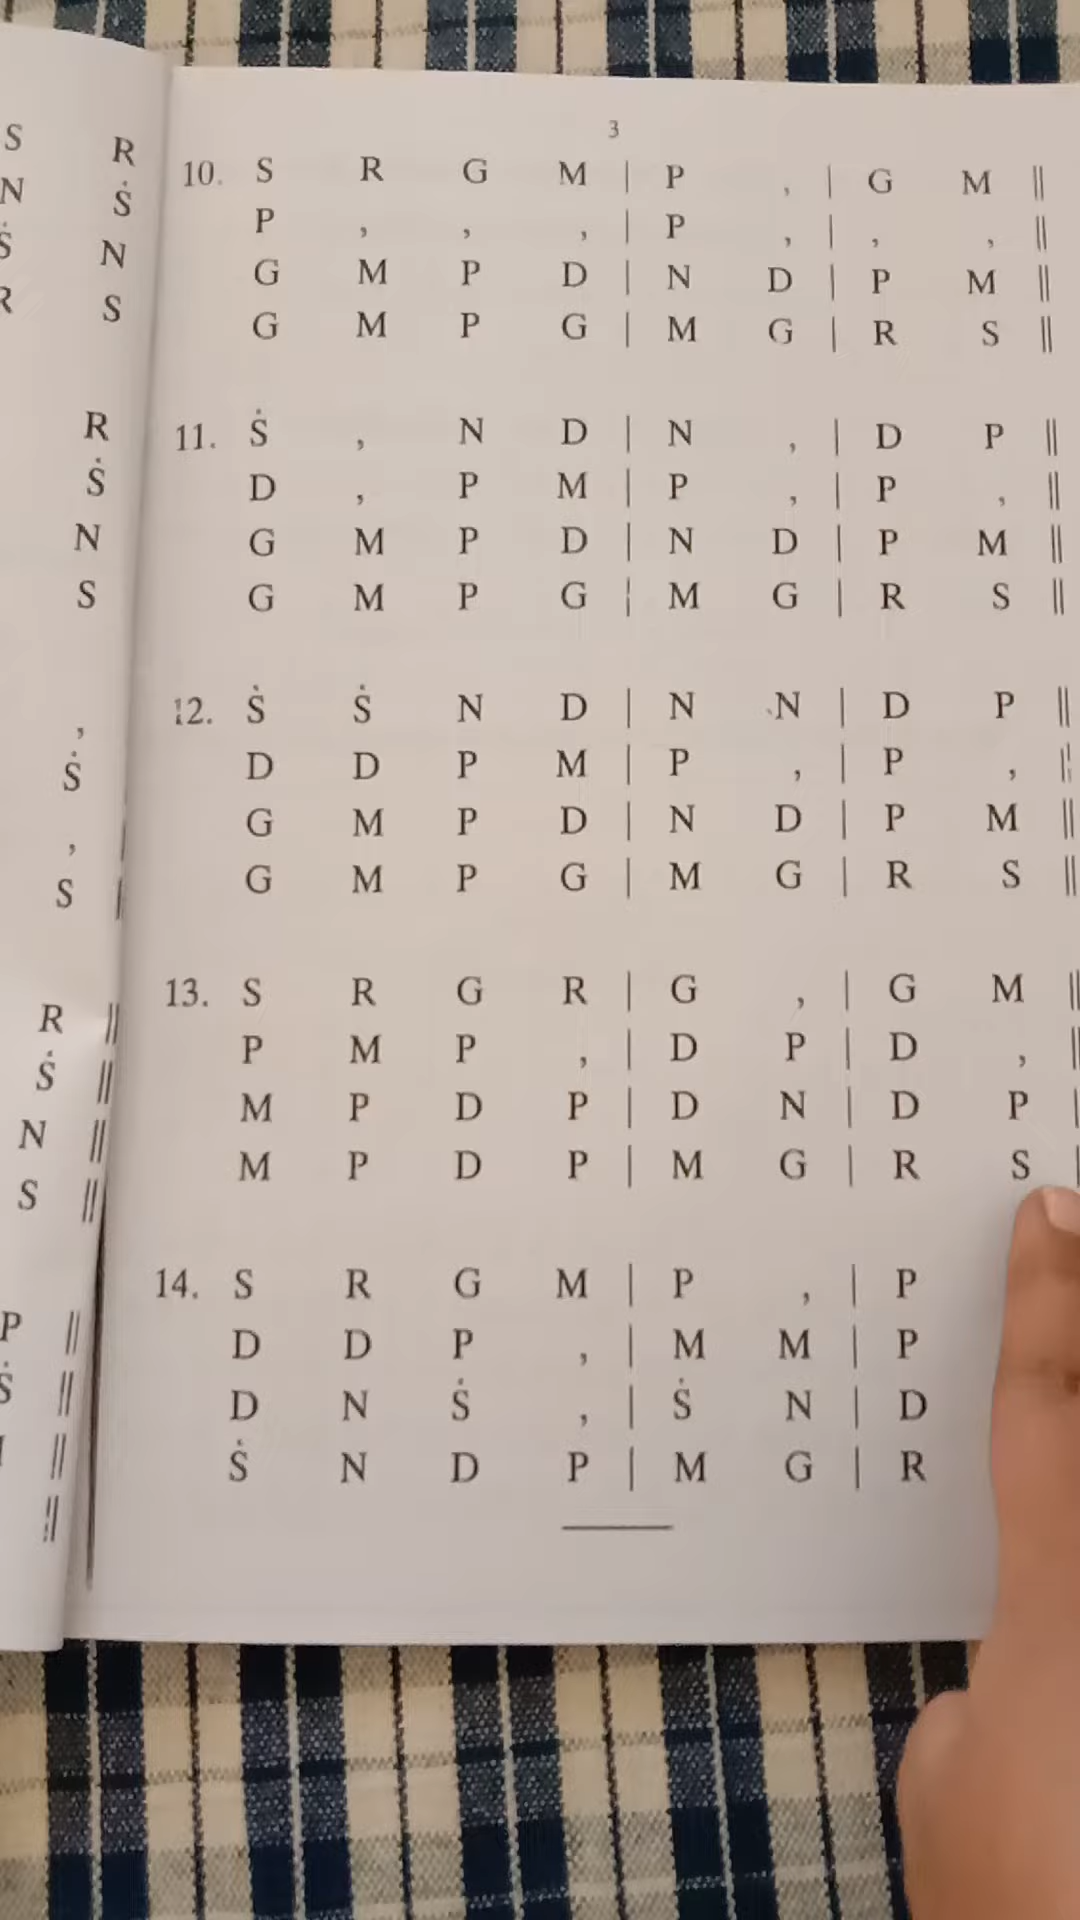 S R
N Ṡ
Ṡ N
R S
R
Ṡ
N
S
,
Ṡ
,
S
R ||
Ṡ ||
N ||
S ||
P ||
Ṡ ||
||
||
3
10. S R G M | P , | G M ||
P , , , | P , | , , ||
G M P D | N D | P M ||
G M P G | M G | R S ||
11. Ṡ , N D | N , | D P ||
D , P M | P , | P , ||
G M P D | N D | P M ||
G M P G | M G | R S ||
12. Ṡ Ṡ N D | N N | D P ||
D D P M | P , | P , ||
G M P D | N D | P M ||
G M P G | M G | R S ||
13. S R G R | G , | G M ||
P M P , | D P | D , ||
M P D P | D N | D P |
M P D P | M G | R S |
14. S R G M | P , | P
D D P , | M M | P
D N Ṡ , | Ṡ N | D
Ṡ N D P | M G | R